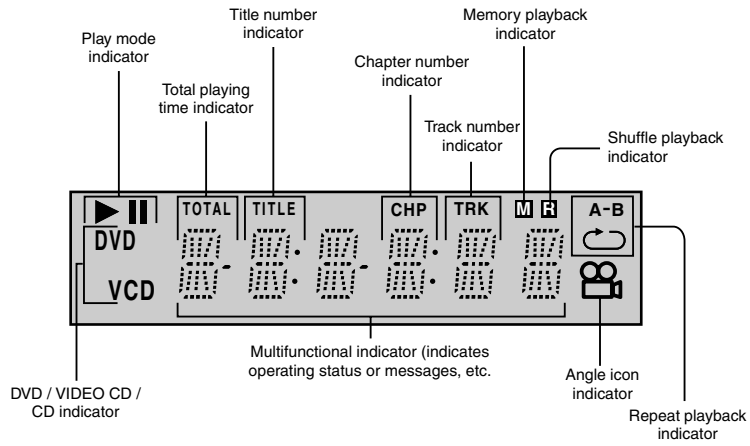 Play mode
indicator
Title number
indicator
Memory playback
indicator
Total playing
time indicator
Chapter number
indicator
Track number
indicator
Shuffle playback
indicator
TOTAL TITLE CHP TRK M R A-B
DVD
VCD
Multifunctional indicator (indicates
operating status or messages, etc.
DVD / VIDEO CD /
CD indicator
Angle icon
indicator
Repeat playback
indicator